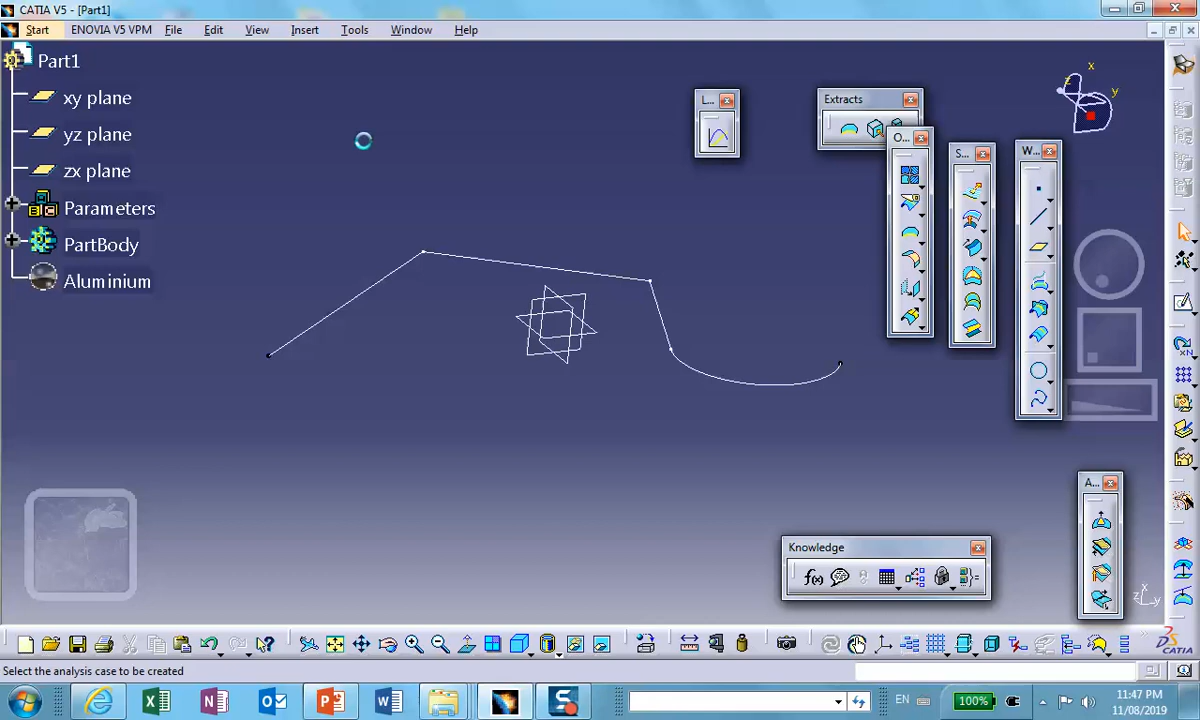 CATIA V5 - [Part1]
Start
ENOVIA V5 VPM
File
Edit
View
Insert
Tools
Window
Help
Part1
xy plane
yz plane
zx plane
Parameters
PartBody
Aluminium
L...
Extracts
O...
S...
W...
x
y
z
Knowledge
f(x)
A...
x
z
y
CATIA
Select the analysis case to be created
EN
100%
11:47 PM
11/08/2019